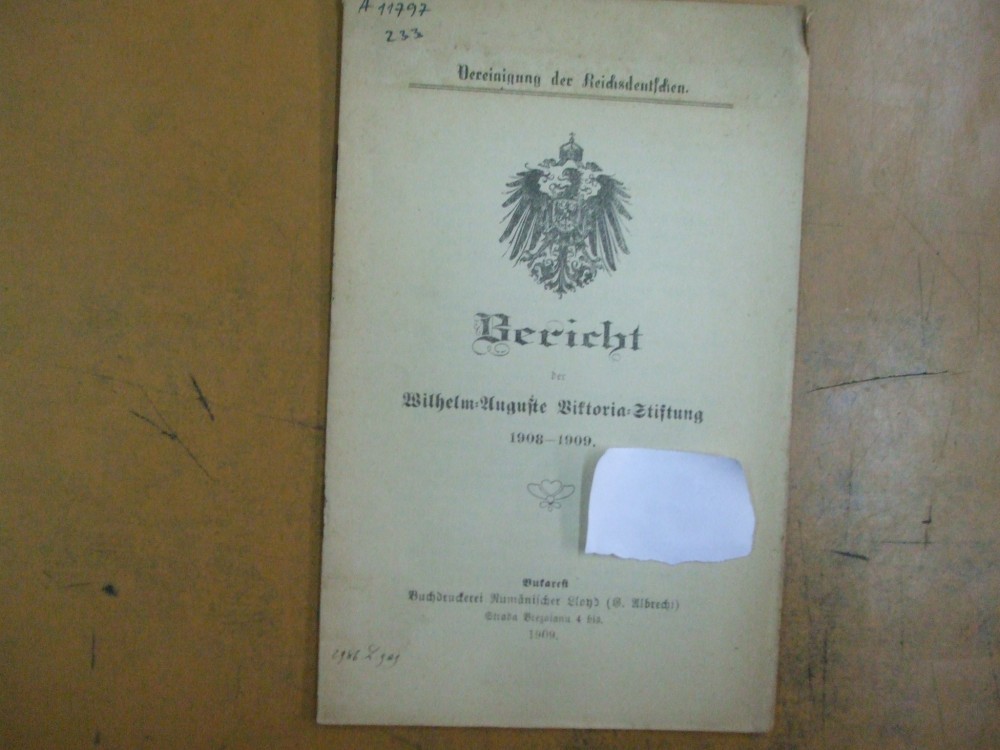 A 11797
233
Vereinigung der Reichsdeutschen.
Bericht
der
Wilhelm-Auguste Viktoria-Stiftung
1908—1909.
Bukarest
Buchdruckerei Rumänischer Lloyd (G. Albrecht)
Strada Brezoianu 4 bis.
1909.